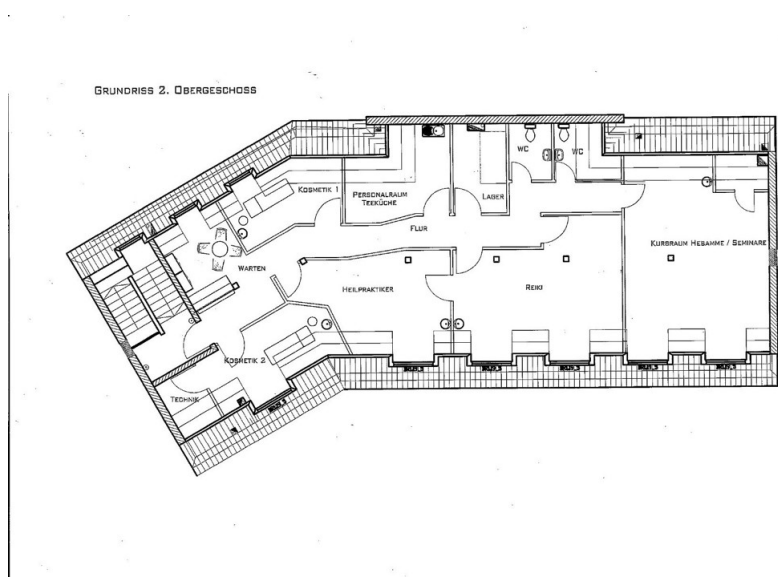 GRUNDRISS 2. OBERGESCHOSS
WC
WC
KOSMETIK 1
PERSONALRAUM
TEEKÜCHE
LAGER
FLUR
KURSRAUM HEBAMME / SEMINARE
WARTEN
HEILPRAKTIKER
REIKI
KOSMETIK 2
TECHNIK